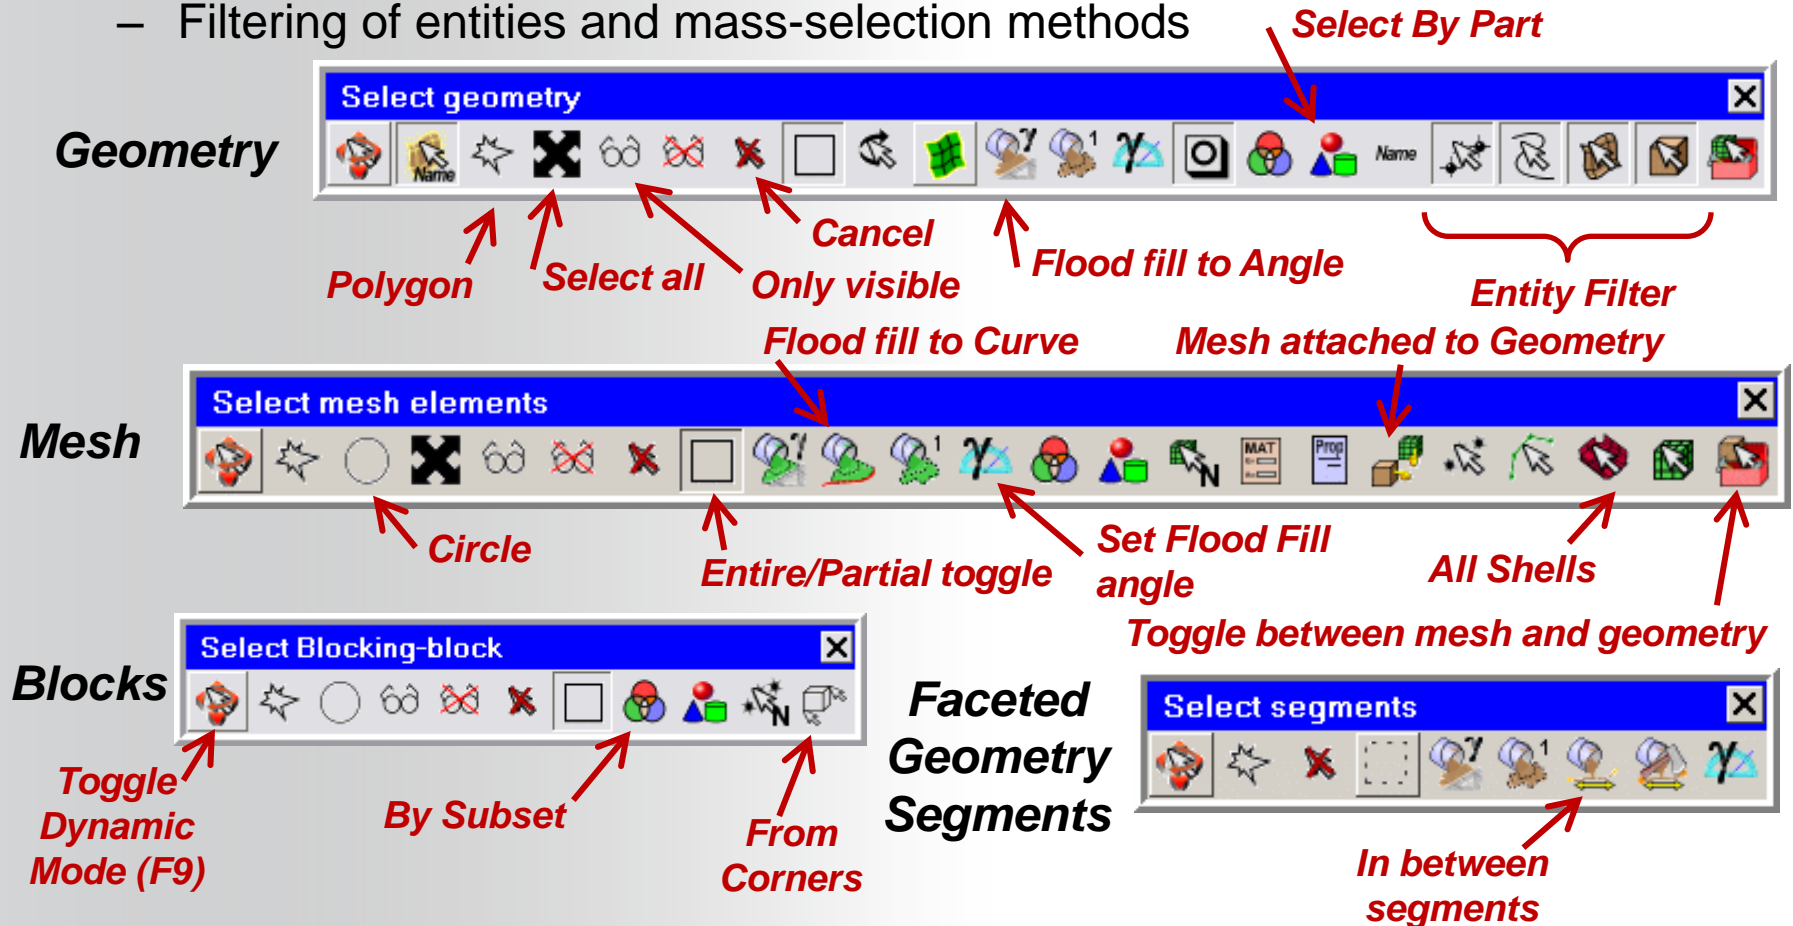 – Filtering of entities and mass-selection methods
Select By Part
Select geometry
Geometry
Name
γ
1
γ
Name
Polygon
Select all
Only visible
Cancel
Flood fill to Angle
Entity Filter
Flood fill to Curve
Mesh attached to Geometry
Select mesh elements
Mesh
γ
1
γ
N
MAT
Prop
Circle
Entire/Partial toggle
Set Flood Fill
angle
All Shells
Toggle between mesh and geometry
Select Blocking-block
Blocks
N
Toggle
Dynamic
Mode (F9)
By Subset
From
Corners
Faceted
Geometry
Segments
Select segments
γ
1
γ
In between
segments